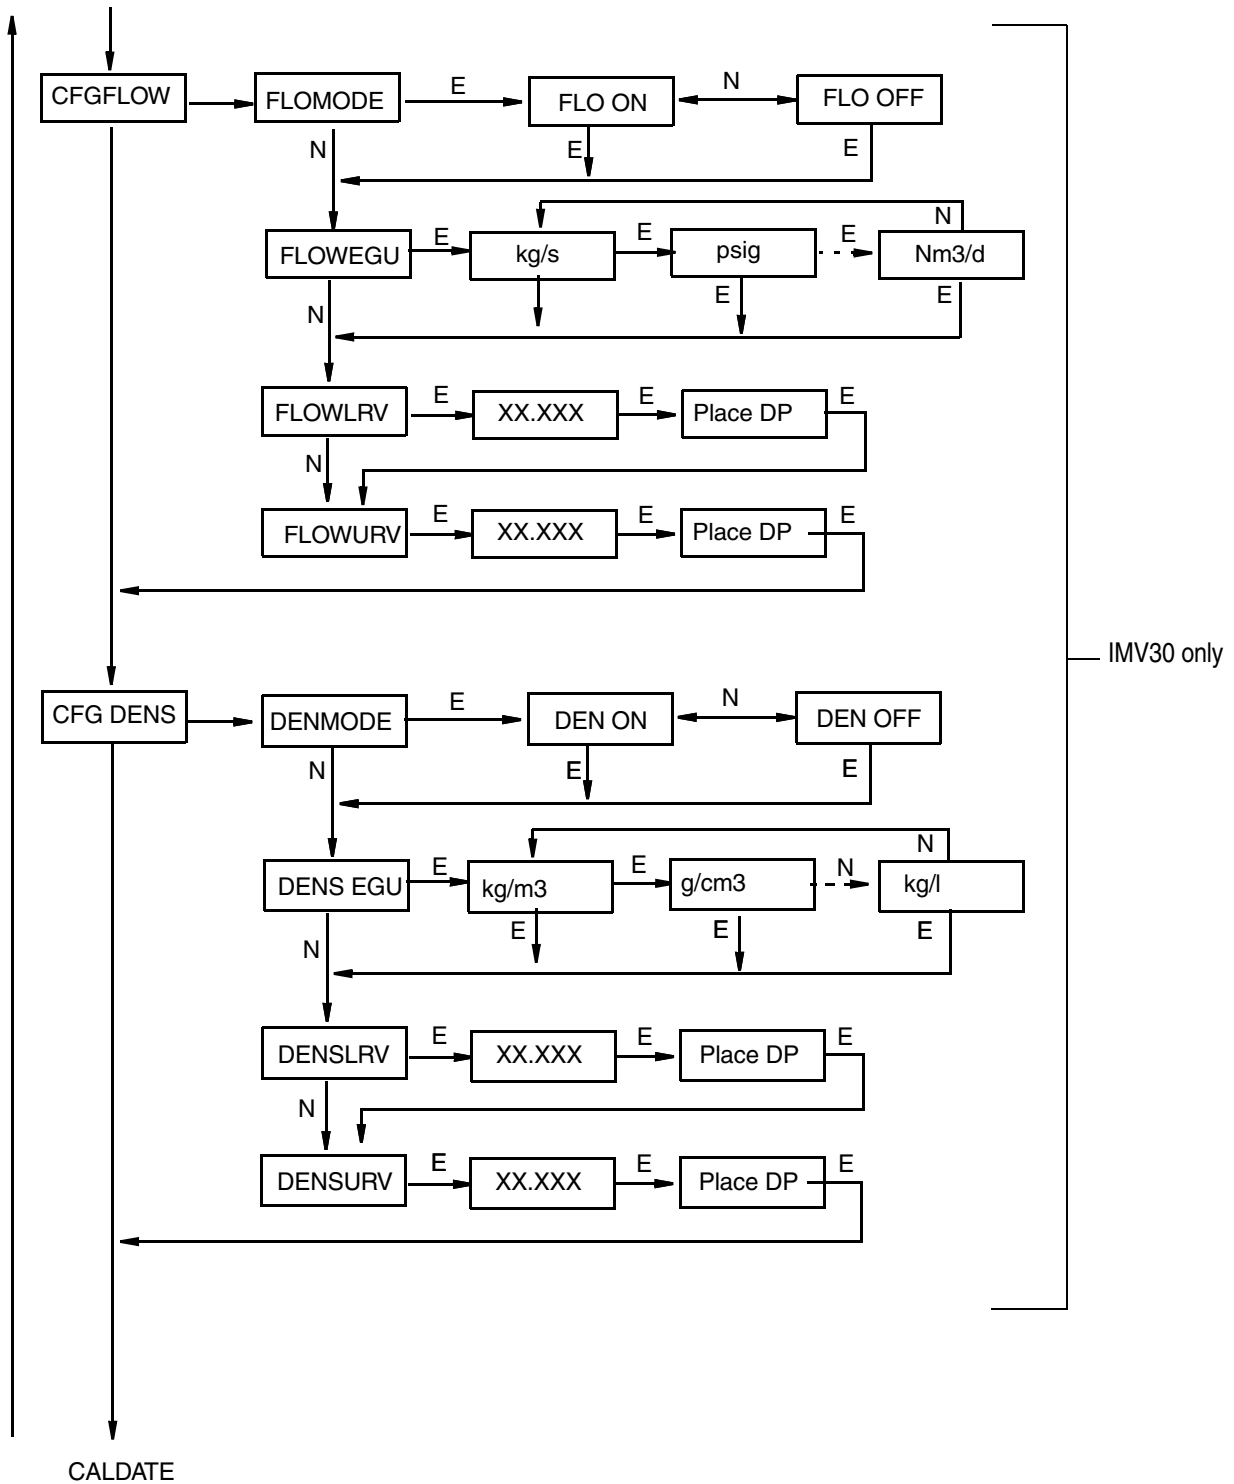 CFGFLOW
FLOMODE
E
FLO ON
N
FLO OFF
N
E
E
N
FLOWEGU
E
kg/s
E
psig
E
Nm3/d
N
E
E
FLOWLRV
E
XX.XXX
E
Place DP
E
N
FLOWURV
E
XX.XXX
E
Place DP
E
IMV30 only
CFG DENS
DENMODE
E
DEN ON
N
DEN OFF
N
E
E
N
DENS EGU
E
kg/m3
E
g/cm3
N
kg/l
N
E
E
E
DENSLRV
E
XX.XXX
E
Place DP
E
N
DENSURV
E
XX.XXX
E
Place DP
E
CALDATE